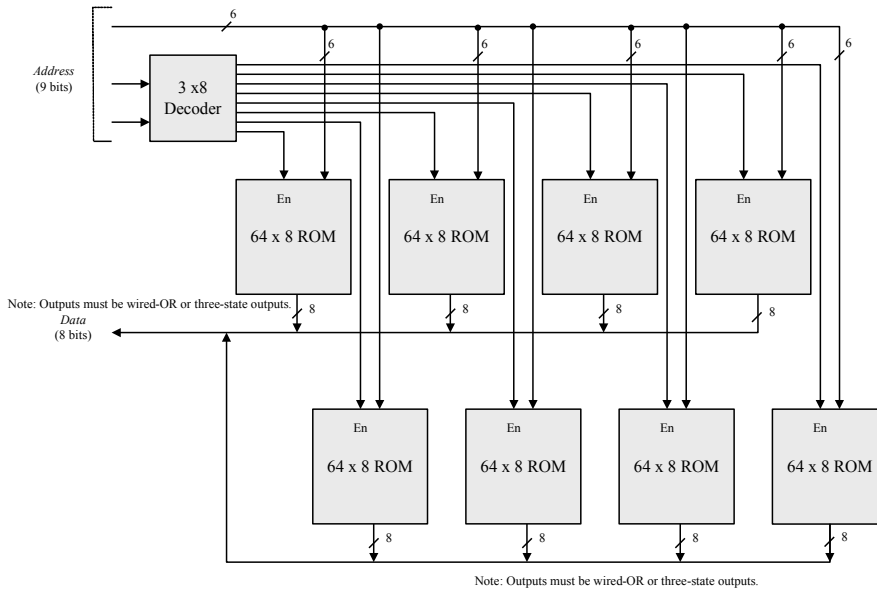 6
6
6
6
6
6
Address
(9 bits)
3 x8
Decoder
En
En
En
En
64 x 8 ROM
64 x 8 ROM
64 x 8 ROM
64 x 8 ROM
Note: Outputs must be wired-OR or three-state outputs.
8
8
8
8
Data
(8 bits)
En
En
En
En
64 x 8 ROM
64 x 8 ROM
64 x 8 ROM
64 x 8 ROM
8
8
8
8
Note: Outputs must be wired-OR or three-state outputs.